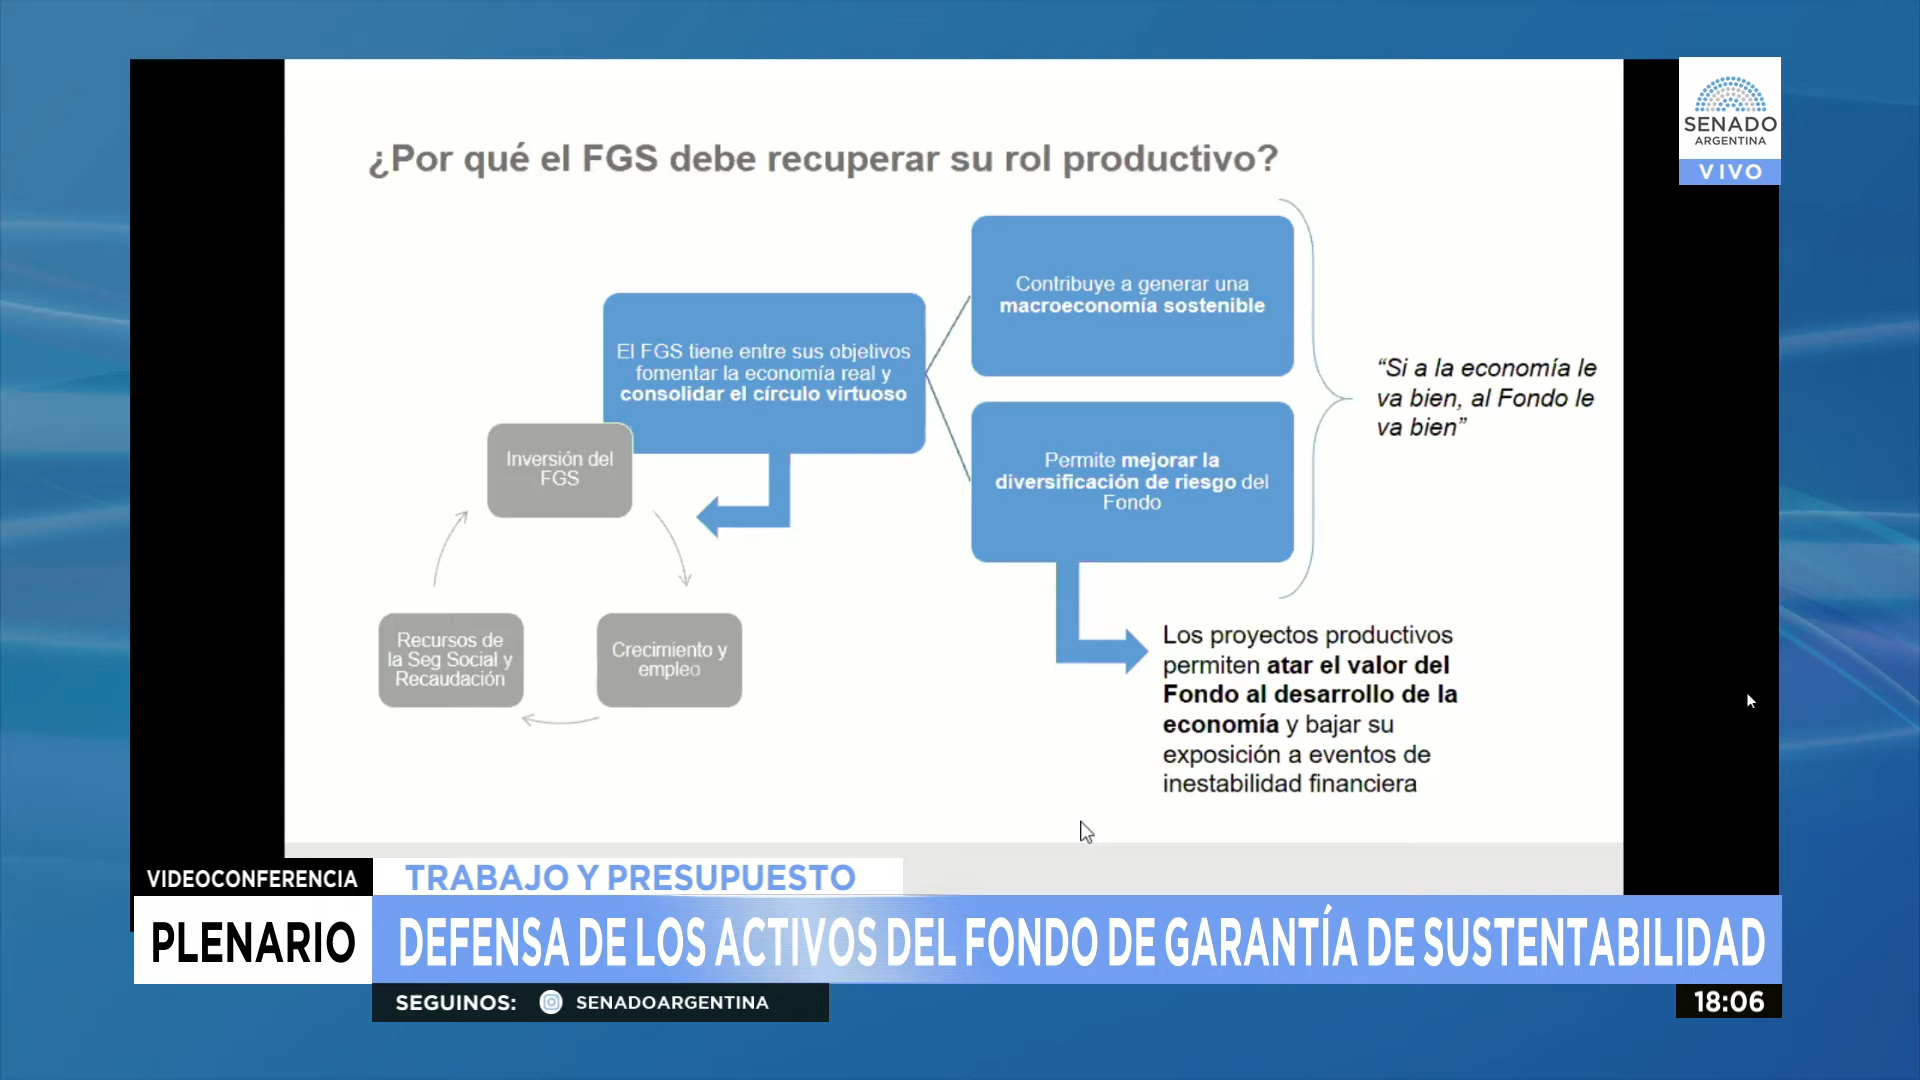 SENADO
ARGENTINA
VIVO
¿Por qué el FGS debe recuperar su rol productivo?
El FGS tiene entre sus objetivos
fomentar la economía real y
consolidar el círculo virtuoso
Contribuye a generar una
macroeconomía sostenible
Permite mejorar la
diversificación de riesgo del
Fondo
“Si a la economía le
va bien, al Fondo le
va bien”
Inversión del
FGS
Crecimiento y
empleo
Recursos de
la Seg Social y
Recaudación
Los proyectos productivos
permiten atar el valor del
Fondo al desarrollo de la
economía y bajar su
exposición a eventos de
inestabilidad financiera
VIDEOCONFERENCIA
TRABAJO Y PRESUPUESTO
PLENARIO
DEFENSA DE LOS ACTIVOS DEL FONDO DE GARANTÍA DE SUSTENTABILIDAD
SEGUINOS: SENADOARGENTINA
18:06